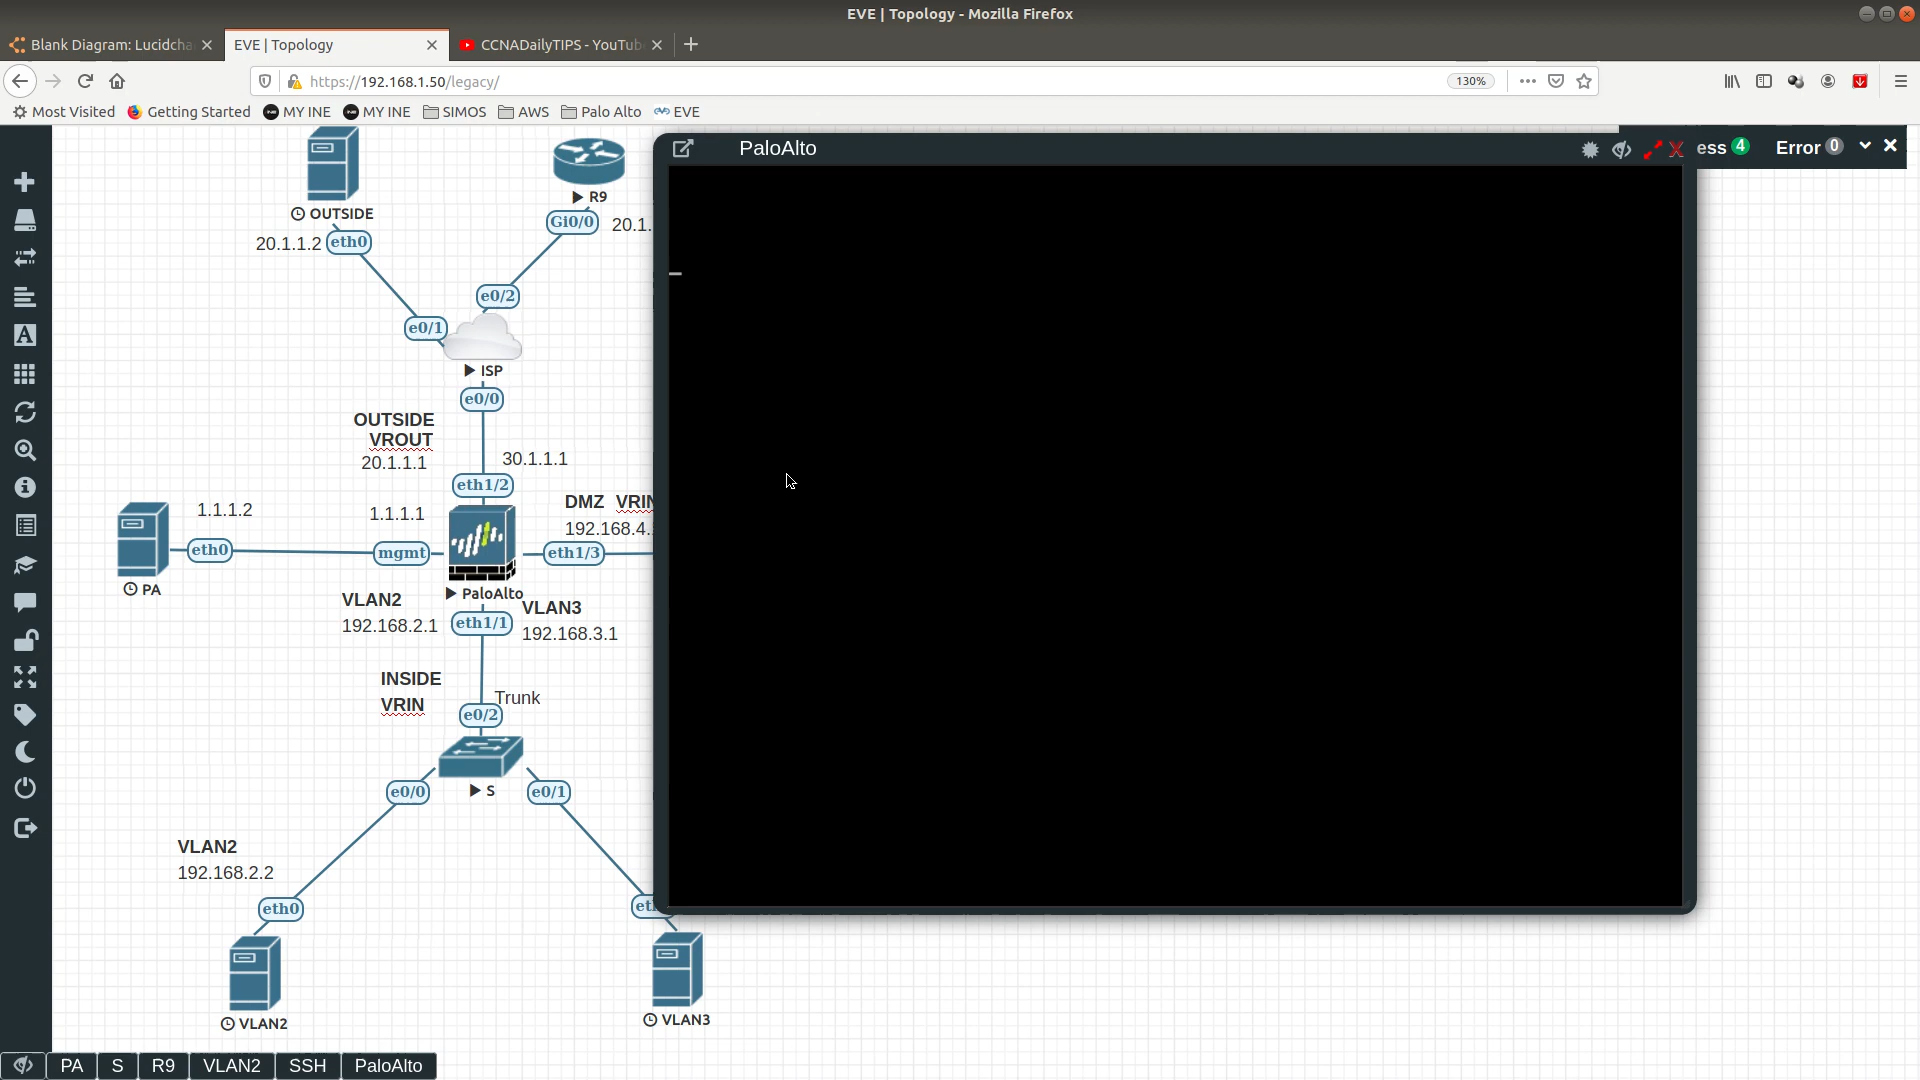 EVE | Topology - Mozilla Firefox
Blank Diagram: Lucidcha
EVE | Topology
CCNADailyTIPS - YouTub
https://192.168.1.50/legacy/
130%
Most Visited
Getting Started
MY INE
MY INE
SIMOS
AWS
Palo Alto
EVE
PaloAlto
ess 4
Error 0
OUTSIDE
20.1.1.2
eth0
R9
Gi0/0
20.1.
e0/2
e0/1
ISP
e0/0
OUTSIDE
VROUT
20.1.1.1
30.1.1.1
eth1/2
DMZ VRIN
192.168.4.
1.1.1.2
1.1.1.1
eth0
mgmt
eth1/3
PA
PaloAlto
VLAN2
192.168.2.1
eth1/1
VLAN3
192.168.3.1
INSIDE
VRIN
Trunk
e0/2
S
e0/0
e0/1
VLAN2
192.168.2.2
eth0
VLAN2
VLAN3
PA
S
R9
VLAN2
SSH
PaloAlto